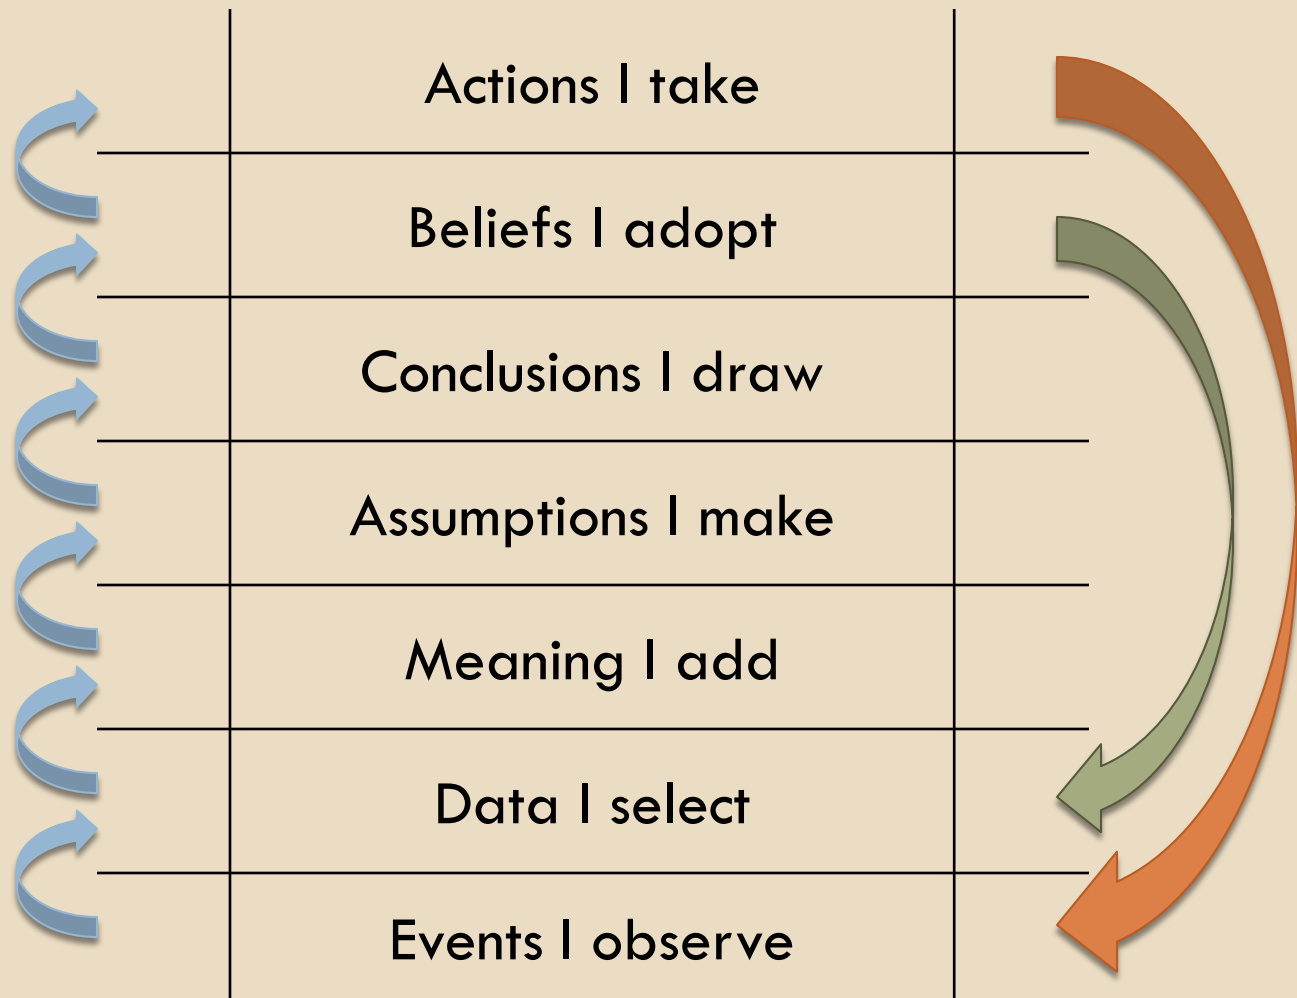 Actions I take
Beliefs I adopt
Conclusions I draw
Assumptions I make
Meaning I add
Data I select
Events I observe